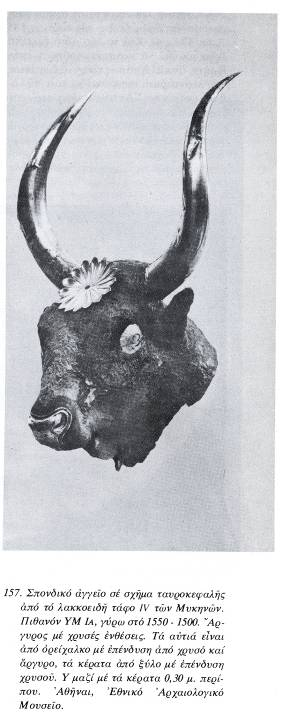 157. Σπονδικό ἀγγεῖο σέ σχῆμα ταυροκεφαλῆς
ἀπό τό λακκοειδῆ τάφο IV τῶν Μυκηνῶν.
Πιθανόν ΥΜ ΙΑ, γύρω στό 1550 - 1500. Ἄρ-
γυρος μέ χρυσές ἐνθέσεις. Τά αὐτιά εἶναι
ἀπό ὀρείχαλκο μέ ἐπένδυση ἀπό χρυσό καί
ἄργυρο, τά κέρατα ἀπό ξύλο μέ ἐπένδυση
χρυσοῦ. Υ μαζί μέ τά κέρατα 0,30 μ. περί-
που. Ἀθῆναι, Ἐθνικό Ἀρχαιολογικό
Μουσεῖο.